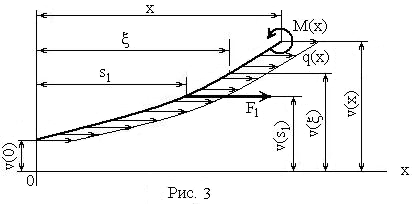 x
M(x)
ξ
q(x)
s₁
F₁
v(0)
v(s₁)
v(ξ)
v(x)
0
x
Рис. 3